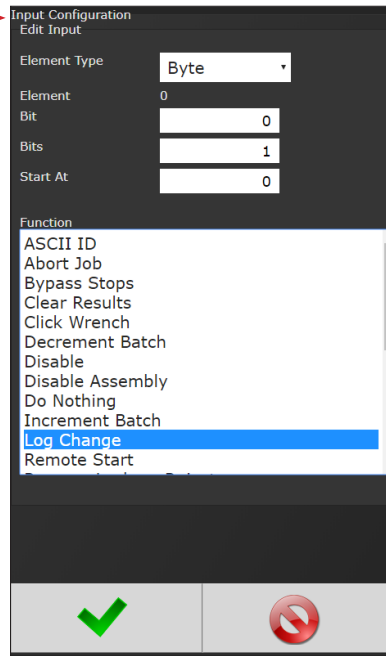 Input Configuration
Edit Input
Element Type
Byte
Element 0
Bit 0
Bits 1
Start At 0
Function
ASCII ID
Abort Job
Bypass Stops
Clear Results
Click Wrench
Decrement Batch
Disable
Disable Assembly
Do Nothing
Increment Batch
Log Change
Remote Start